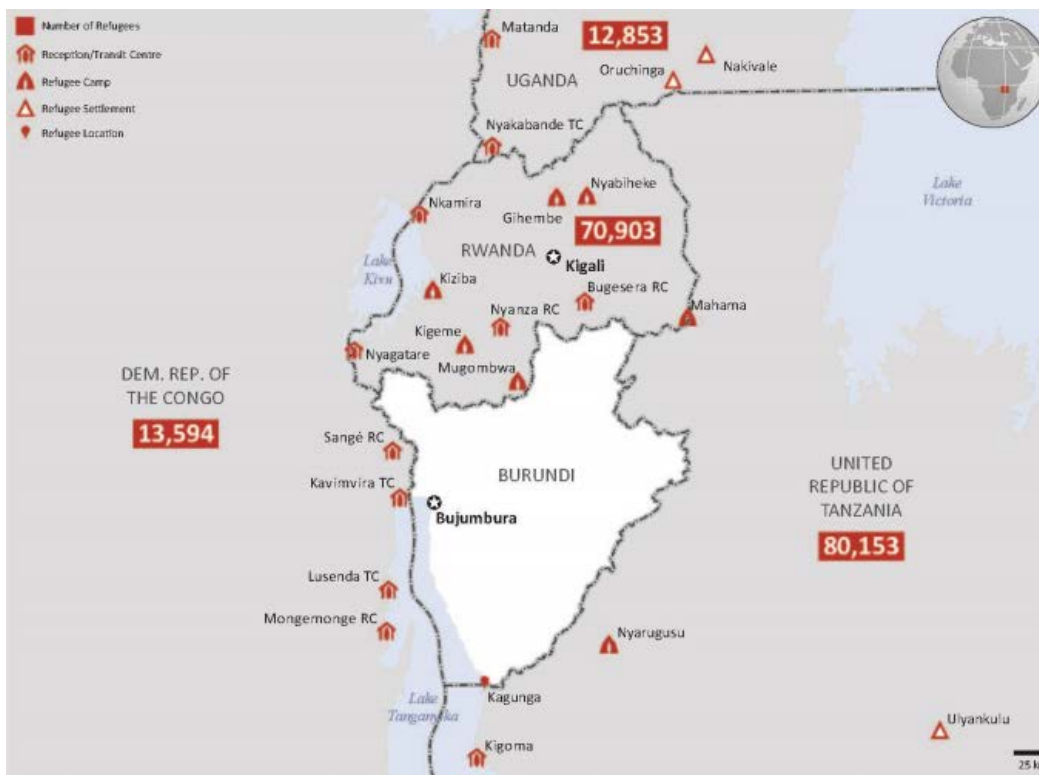 Number of Refugees
Reception/Transit Centre
Refugee Camp
Refugee Settlement
Refugee Location
Matanda
12,853
Nakivale
Oruchinga
UGANDA
Nyakabande TC
Lake
Victoria
Nyabiheke
Nkamira
Gihembe
70,903
RWANDA
Lake
Kivu
Kigali
Kiziba
Bugesera RC
Nyanza RC
Mahama
Kigeme
Nyagatare
Mugombwa
DEM. REP. OF
THE CONGO
13,594
Sangé RC
BURUNDI
UNITED
REPUBLIC OF
TANZANIA
80,153
Kavimvira TC
Bujumbura
Lusenda TC
Mongemonge RC
Nyarugusu
Kagunga
Lake
Tanganyika
Ulyankulu
Kigoma